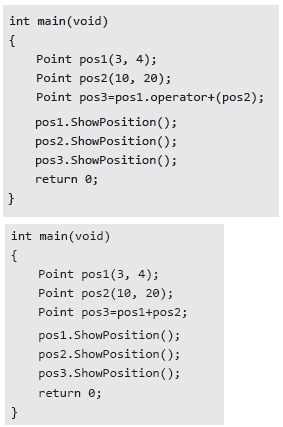 int main(void)
{
    Point pos1(3, 4);
    Point pos2(10, 20);
    Point pos3=pos1.operator+(pos2);
    pos1.ShowPosition();
    pos2.ShowPosition();
    pos3.ShowPosition();
    return 0;
}
int main(void)
{
    Point pos1(3, 4);
    Point pos2(10, 20);
    Point pos3=pos1+pos2;
    pos1.ShowPosition();
    pos2.ShowPosition();
    pos3.ShowPosition();
    return 0;
}